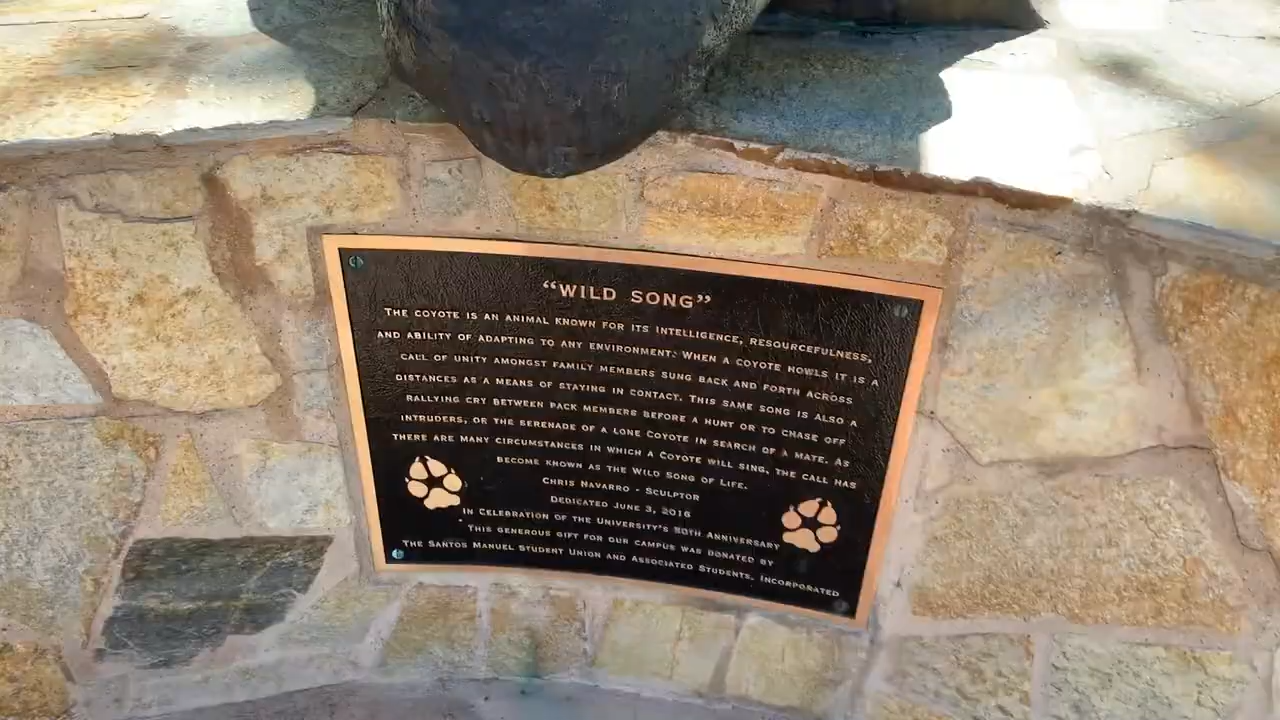 “WILD SONG”
THE COYOTE IS AN ANIMAL KNOWN FOR ITS INTELLIGENCE, RESOURCEFULNESS,
AND ABILITY OF ADAPTING TO ANY ENVIRONMENT. WHEN A COYOTE HOWLS IT IS A
CALL OF UNITY AMONGST FAMILY MEMBERS SUNG BACK AND FORTH ACROSS
DISTANCES AS A MEANS OF STAYING IN CONTACT. THIS SAME SONG IS ALSO A
RALLYING CRY BETWEEN PACK MEMBERS BEFORE A HUNT OR TO CHASE OFF
INTRUDERS, OR THE SERENADE OF A LONE COYOTE IN SEARCH OF A MATE. AS
THERE ARE MANY CIRCUMSTANCES IN WHICH A COYOTE WILL SING, THE CALL HAS
BECOME KNOWN AS THE WILD SONG OF LIFE.
CHRIS NAVARRO - SCULPTOR
DEDICATED JUNE 3, 2016
IN CELEBRATION OF THE UNIVERSITY'S 50TH ANNIVERSARY
THIS GENEROUS GIFT FOR OUR CAMPUS WAS DONATED BY
THE SANTOS MANUEL STUDENT UNION AND ASSOCIATED STUDENTS, INCORPORATED